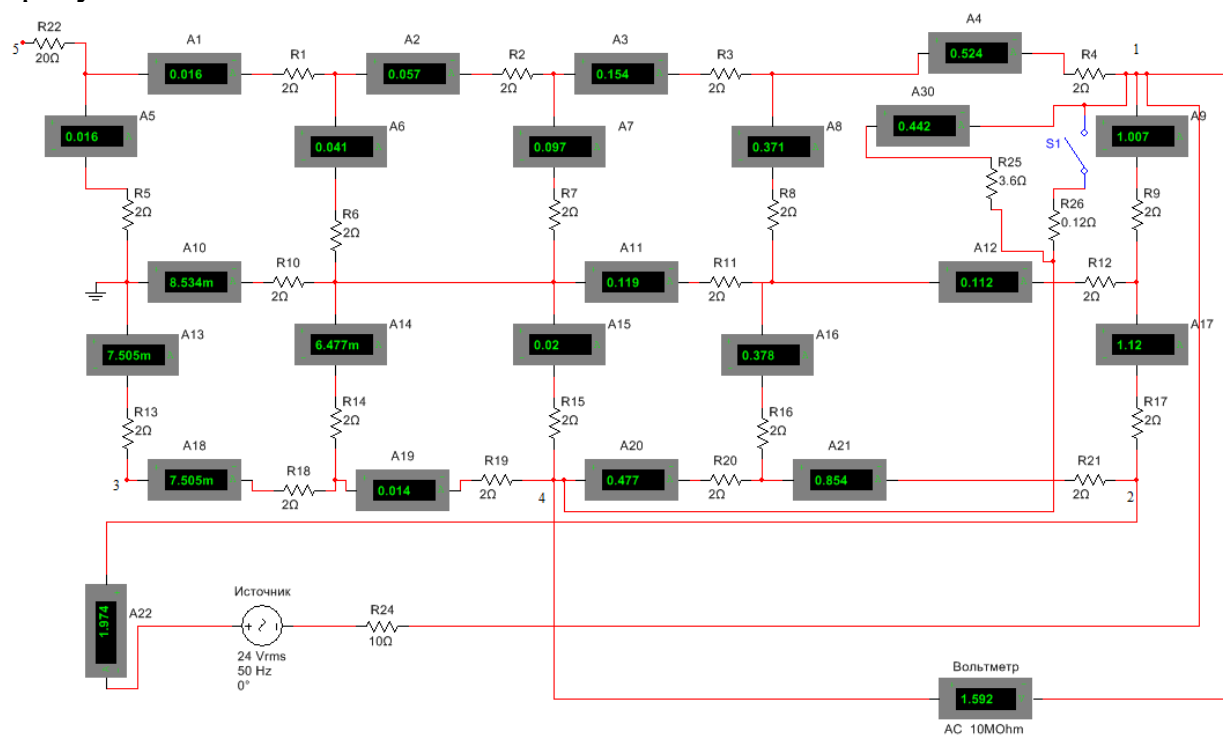 R22
5
20Ω
A1
0.016
R1
2Ω
A2
0.057
R2
2Ω
A3
0.154
R3
2Ω
A4
0.524
R4
2Ω
1
A5
0.016
A6
0.041
A7
0.097
A8
0.371
A30
0.442
S1
A9
1.007
R25
3.6Ω
R26
0.12Ω
R5
2Ω
R6
2Ω
R7
2Ω
R8
2Ω
R9
2Ω
A10
8.534m
R10
2Ω
A11
0.119
R11
2Ω
A12
0.112
R12
2Ω
A13
7.505m
A14
6.477m
A15
0.02
A16
0.378
A17
1.12
R13
2Ω
R14
2Ω
R15
2Ω
R16
2Ω
R17
2Ω
3
A18
7.505m
R18
2Ω
A19
0.014
R19
2Ω
4
A20
0.477
R20
2Ω
A21
0.854
R21
2Ω
2
A22
1.974
Источник
24 Vrms
50 Hz
0°
R24
10Ω
Вольтметр
1.592
AC 10MOhm